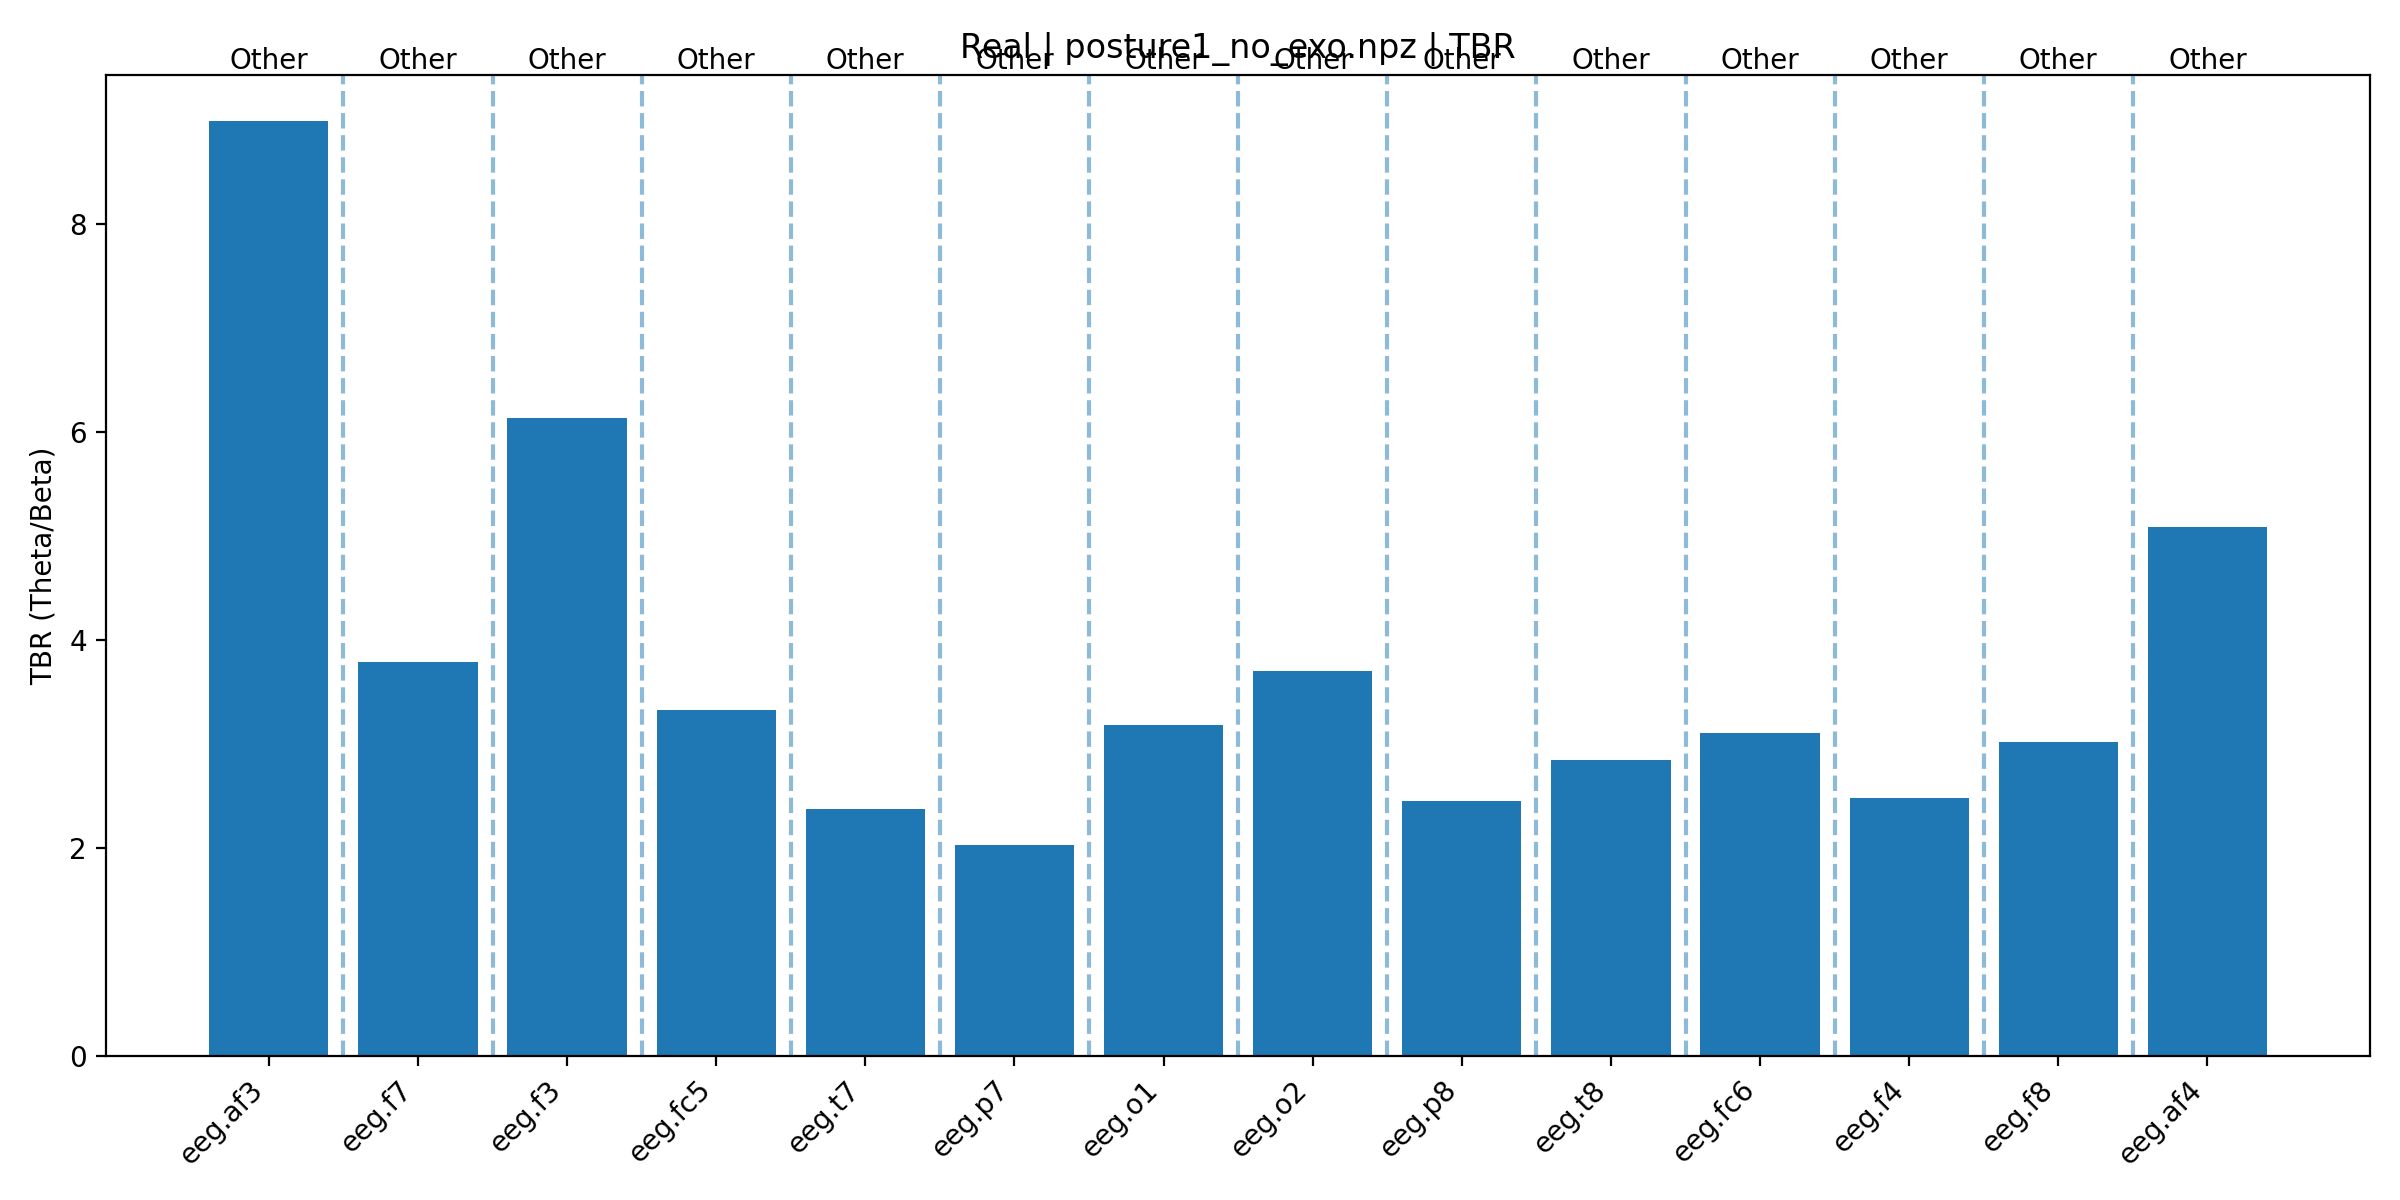 Real | posture1_no_exo.npz | TBR
Other Other Other Other Other Other Other Other Other Other Other Other Other Other
TBR (Theta/Beta)
8
6
4
2
0
eeg.af3 eeg.f7 eeg.f3 eeg.fc5 eeg.t7 eeg.p7 eeg.o1 eeg.o2 eeg.p8 eeg.t8 eeg.fc6 eeg.f4 eeg.f8 eeg.af4